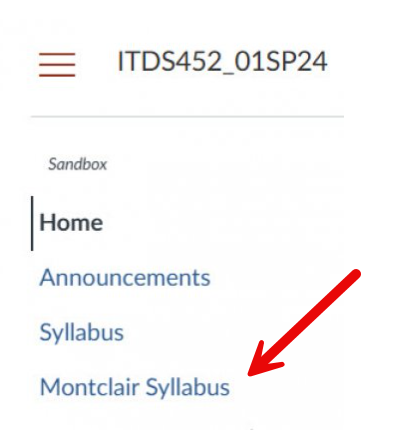 ITDS452_01SP24
Sandbox
Home
Announcements
Syllabus
Montclair Syllabus